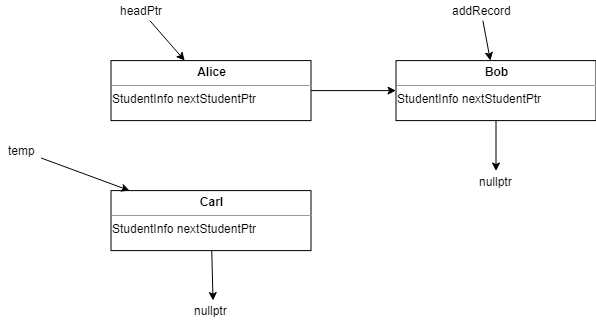 headPtr
addRecord
Alice
StudentInfo nextStudentPtr
Bob
StudentInfo nextStudentPtr
temp
nullptr
Carl
StudentInfo nextStudentPtr
nullptr